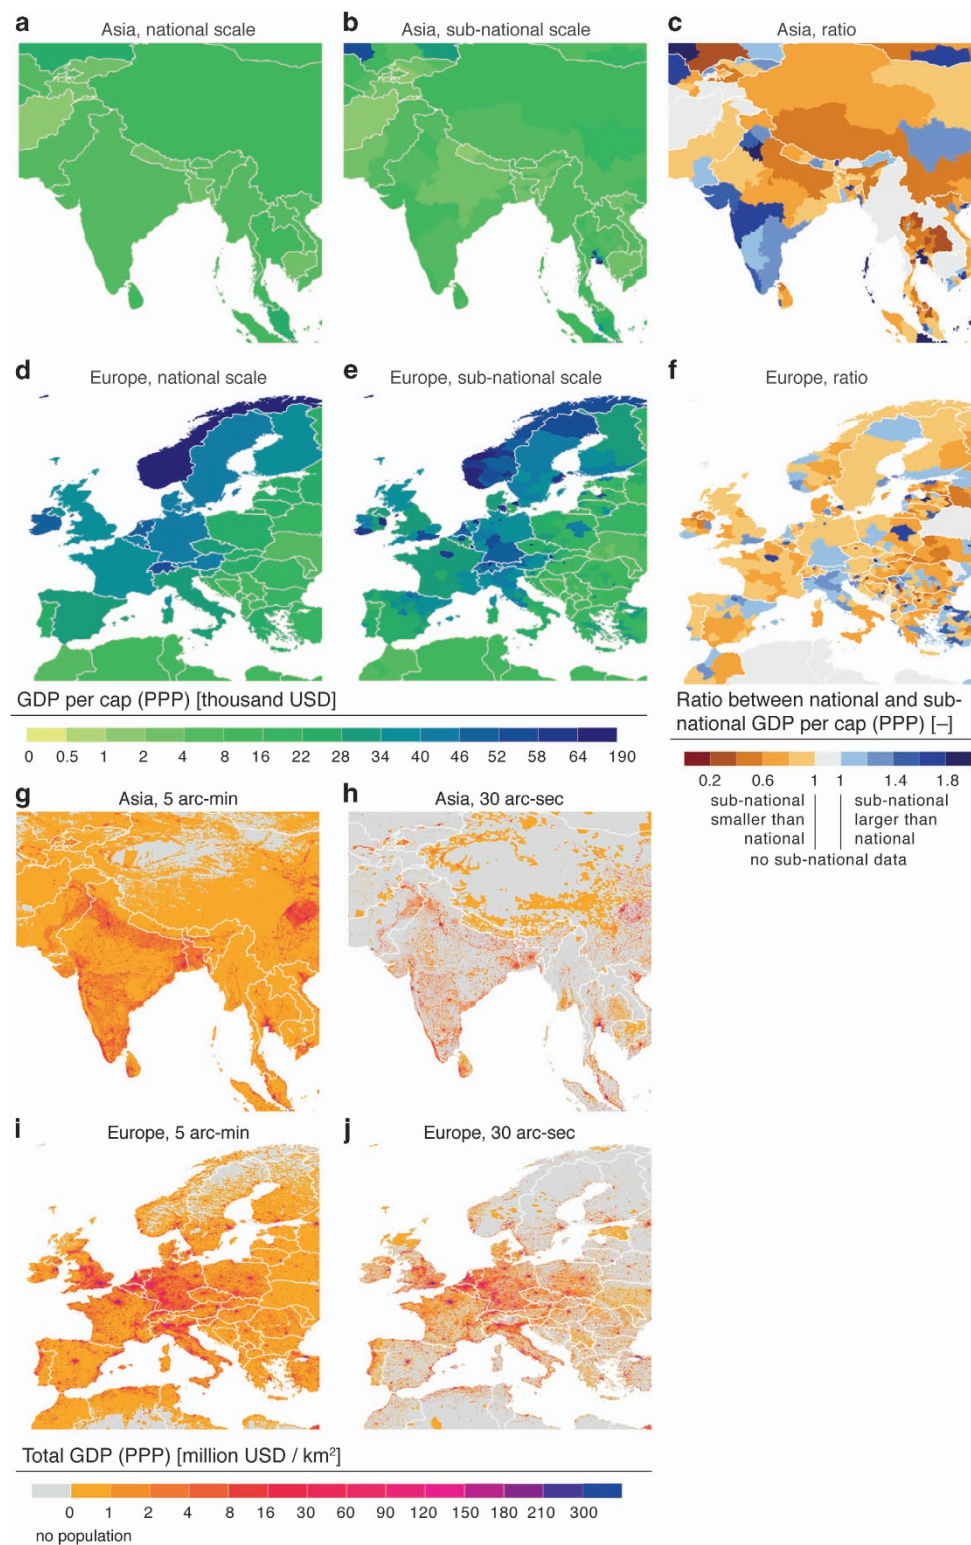 a
Asia, national scale
b
Asia, sub-national scale
c
Asia, ratio
d
Europe, national scale
e
Europe, sub-national scale
f
Europe, ratio
GDP per cap (PPP) [thousand USD]
0 0.5 1 2 4 8 16 22 28 34 40 46 52 58 64 190
Ratio between national and sub-
national GDP per cap (PPP) [–]
0.2 0.6 1 1 1.4 1.8
sub-national
smaller than
national
sub-national
larger than
national
no sub-national data
g
Asia, 5 arc-min
h
Asia, 30 arc-sec
i
Europe, 5 arc-min
j
Europe, 30 arc-sec
Total GDP (PPP) [million USD / km²]
0 1 2 4 8 16 30 60 90 120 150 180 210 300
no population